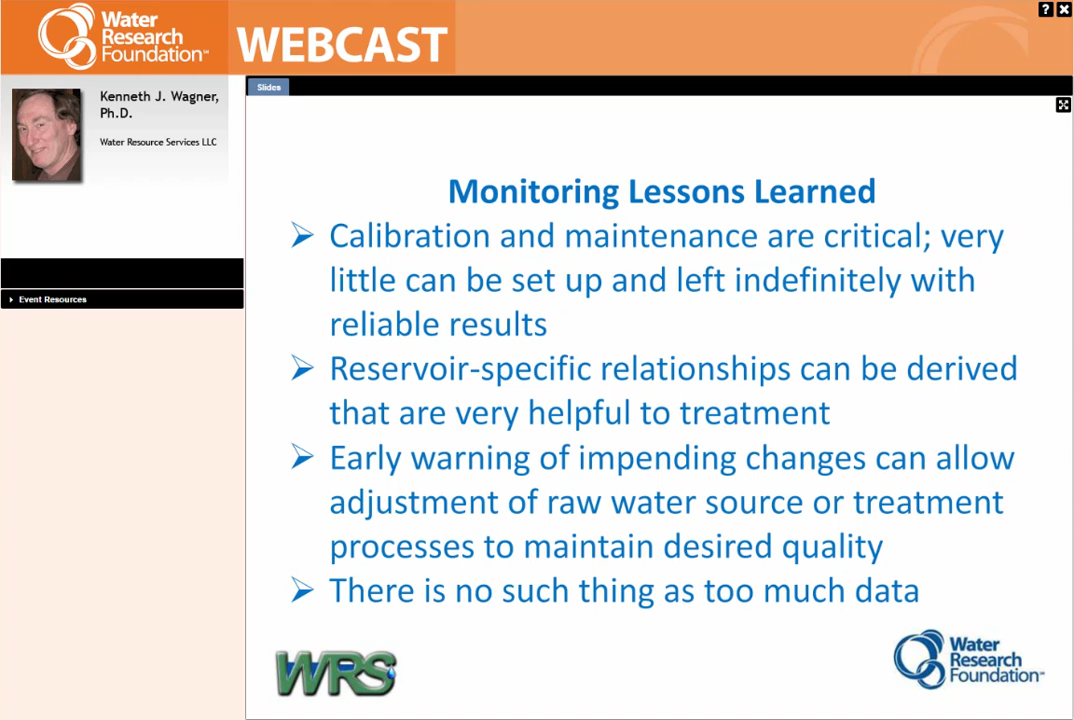 Water
Research
Foundation™
WEBCAST
?
Kenneth J. Wagner,
Ph.D.
Water Resource Services LLC
Event Resources
Slides
Monitoring Lessons Learned
➢ Calibration and maintenance are critical; very
little can be set up and left indefinitely with
reliable results
➢ Reservoir-specific relationships can be derived
that are very helpful to treatment
➢ Early warning of impending changes can allow
adjustment of raw water source or treatment
processes to maintain desired quality
➢ There is no such thing as too much data
WRS
Water
Research
Foundation™